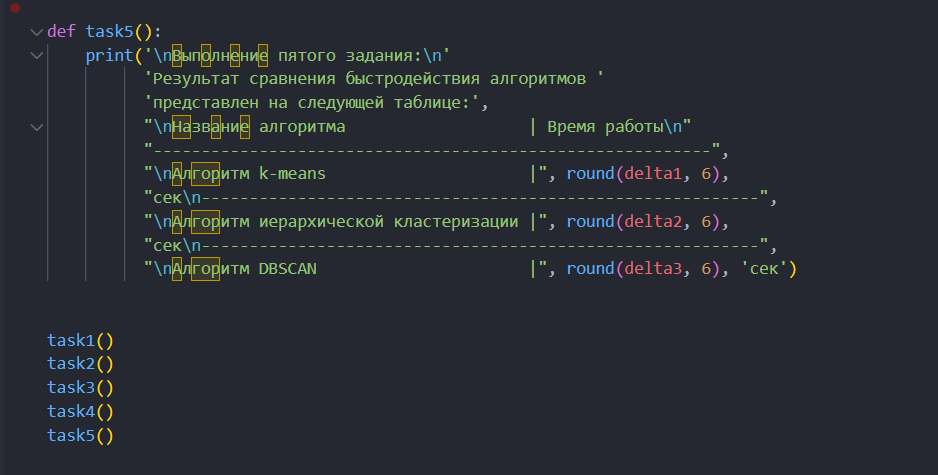 def task5():
    print('\nВыполнение пятого задания:\n'
          'Результат сравнения быстродействия алгоритмов '
          'представлен на следующей таблице:',
          "\nНазвание алгоритма                   | Время работы\n"
          "----------------------------------------------------------",
          "\nАлгоритм k-means                     |", round(delta1, 6),
          "сек\n----------------------------------------------------------",
          "\nАлгоритм иерархической кластеризации |", round(delta2, 6),
          "сек\n----------------------------------------------------------",
          "\nАлгоритм DBSCAN                      |", round(delta3, 6), 'сек')
task1()
task2()
task3()
task4()
task5()